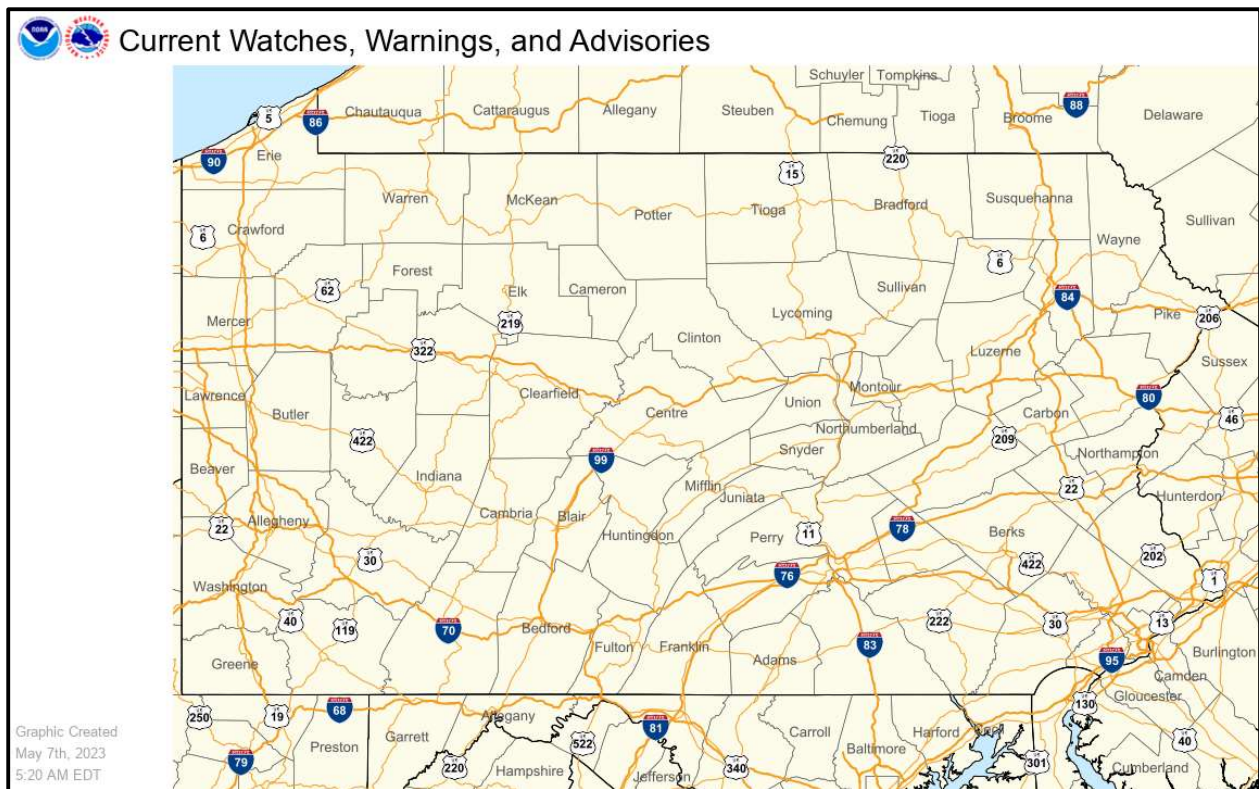 Current Watches, Warnings, and Advisories
Schuyler
Tompkins
Chautauqua
Cattaraugus
Allegany
Steuben
Chemung
Tioga
Broome
88
Delaware
5
86
Erie
90
220
15
Warren
McKean
Potter
Tioga
Bradford
Susquehanna
Sullivan
6
Crawford
Wayne
Forest
6
62
Elk
Cameron
Sullivan
84
Mercer
219
Lycoming
Pike
206
322
Clinton
Luzerne
Sussex
Lawrence
Clearfield
Montour
80
Butler
Centre
Union
Carbon
46
422
Northumberland
209
99
Snyder
Northampton
Beaver
Indiana
Mifflin
Juniata
22
Hunterdon
22
Allegheny
Cambria
Blair
Huntingdon
Perry
11
78
Berks
30
202
422
Washington
76
1
40
119
70
Bedford
222
30
13
Greene
Fulton
Franklin
Adams
83
95
Burlington
Camden
Gloucester
250
19
68
Allegany
81
Carroll
Harford
Cecil
130
Preston
Garrett
522
Baltimore
40
79
220
Hampshire
Jefferson
340
301
Cumberland
Graphic Created
May 7th, 2023
5:20 AM EDT